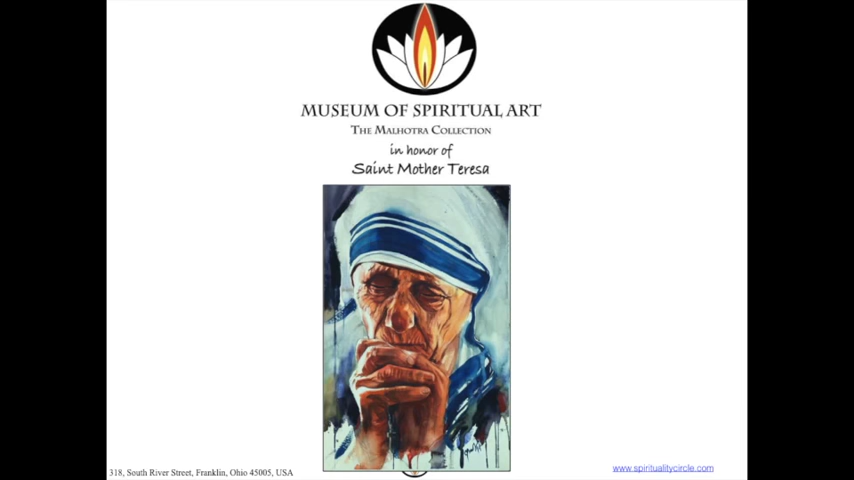 MUSEUM OF SPIRITUAL ART
THE MALHOTRA COLLECTION
in honor of
Saint Mother Teresa
318, South River Street, Franklin, Ohio 45005, USA
www.spiritualitycircle.com